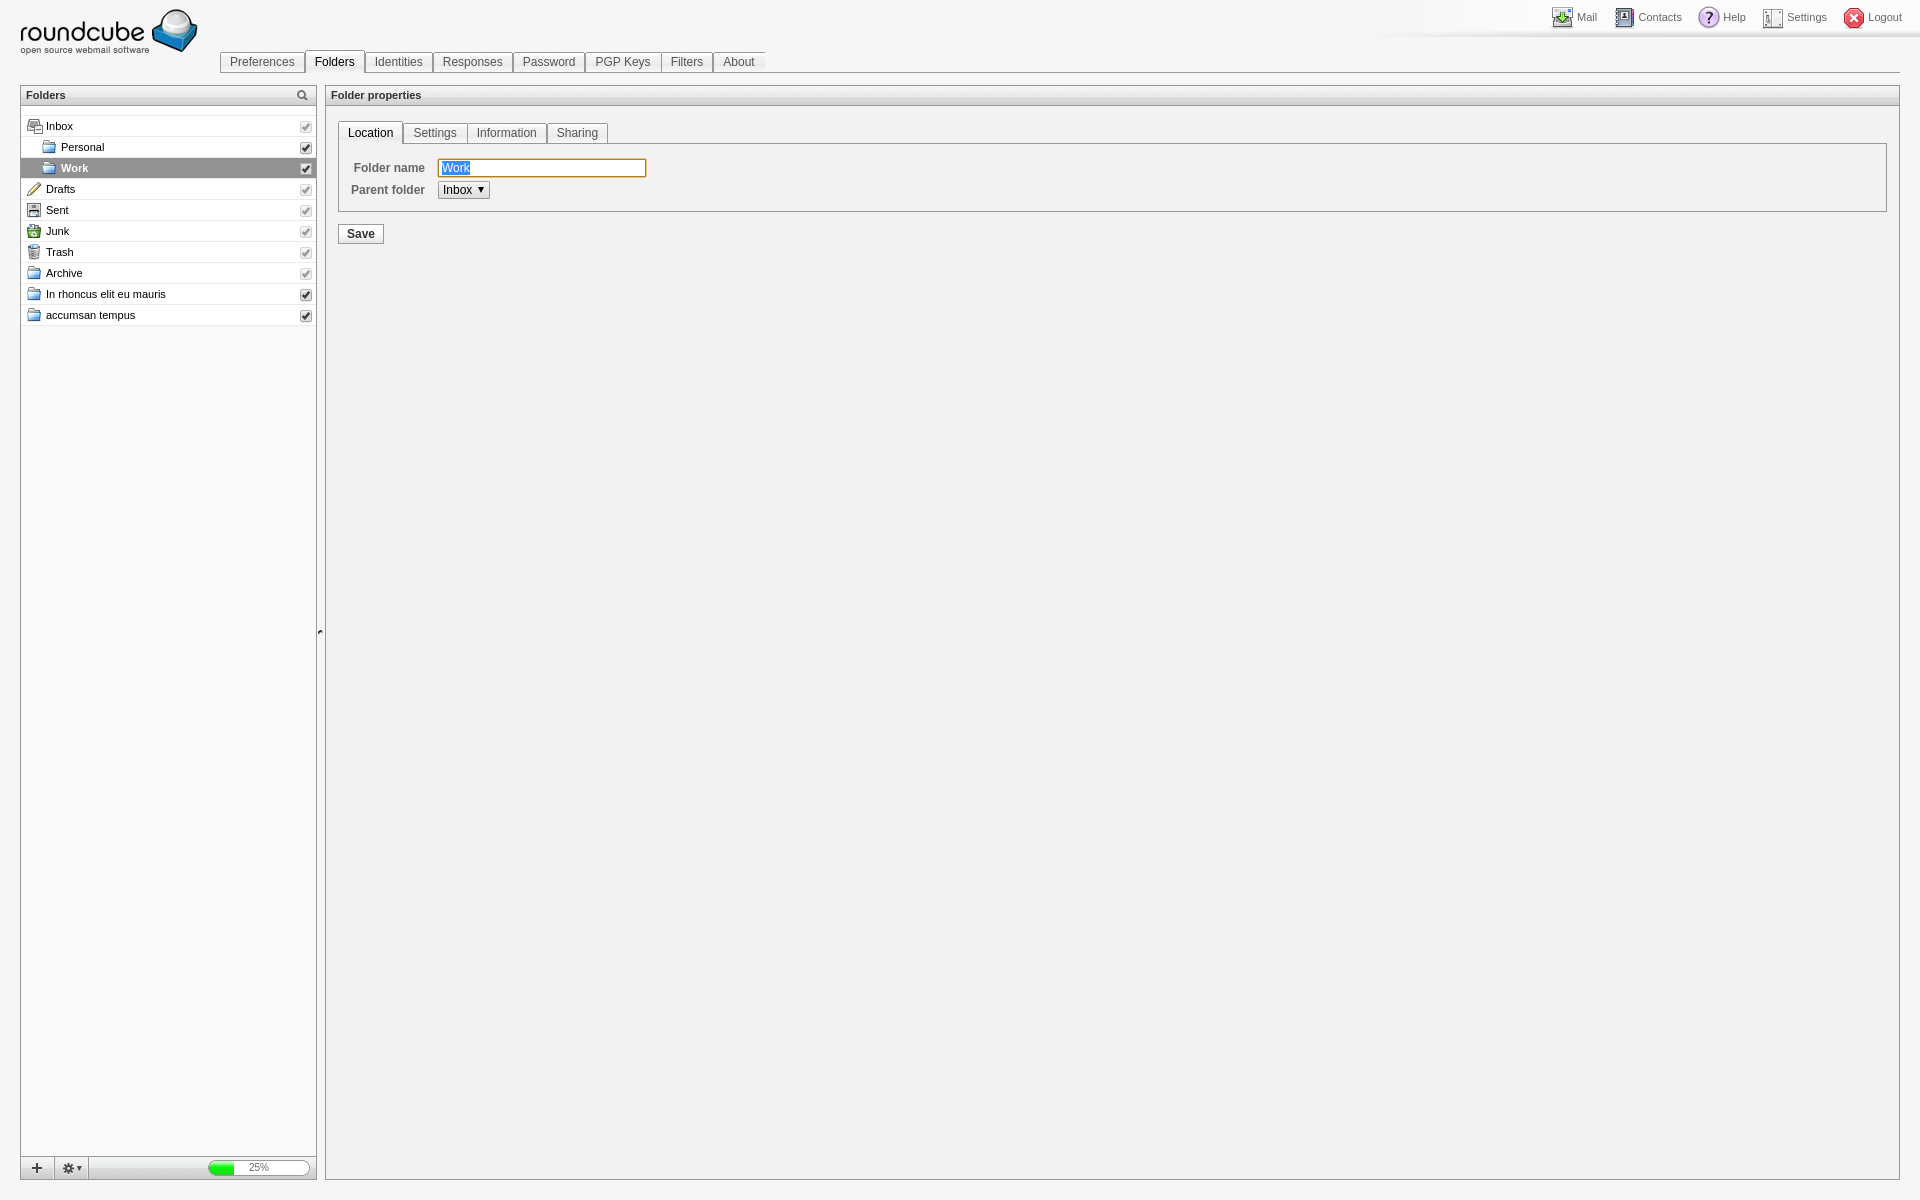 roundcube
open source webmail software
Mail
Contacts
Help
Settings
Logout
Preferences
Folders
Identities
Responses
Password
PGP Keys
Filters
About
Folders
Inbox
Personal
Work
Drafts
Sent
Junk
Trash
Archive
In rhoncus elit eu mauris
accumsan tempus
25%
Folder properties
Location
Settings
Information
Sharing
Folder name Work
Parent folder Inbox
Save